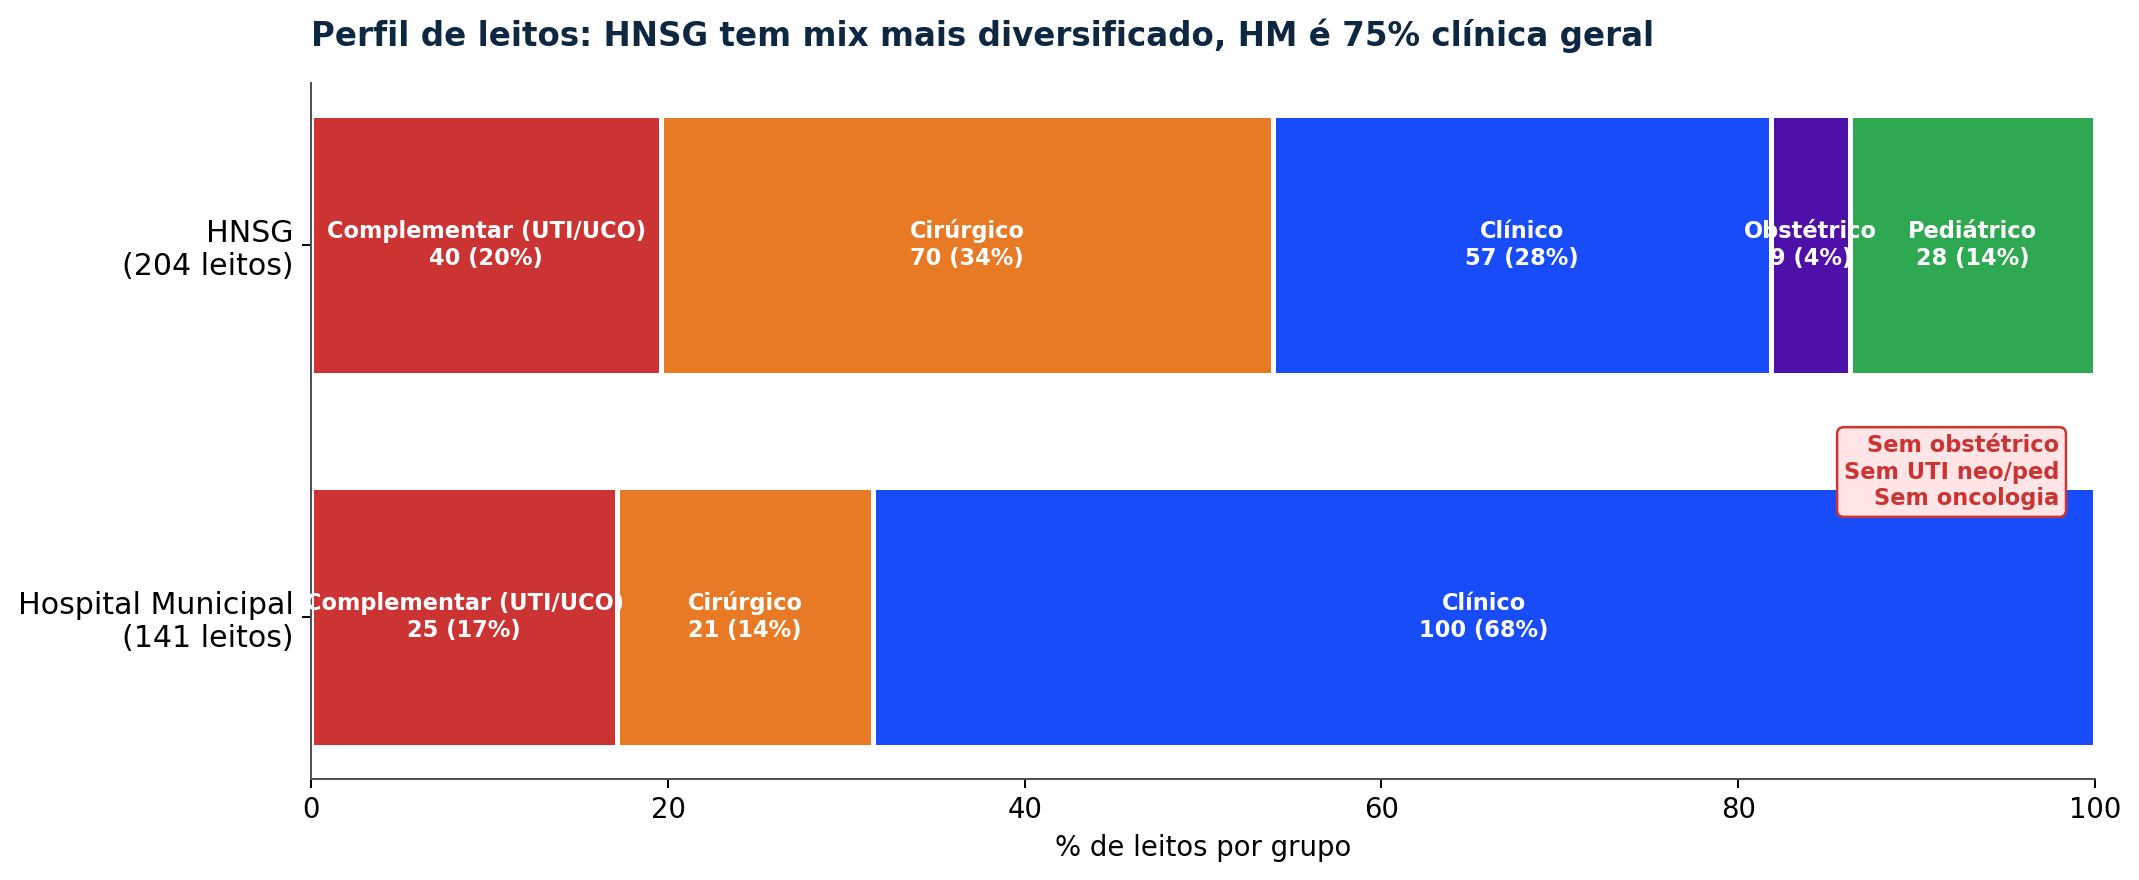 Perfil de leitos: HNSG tem mix mais diversificado, HM é 75% clínica geral
HNSG
(204 leitos)
Complementar (UTI/UCO)
40 (20%)
Cirúrgico
70 (34%)
Clínico
57 (28%)
Obstétrico
9 (4%)
Pediátrico
28 (14%)
Sem obstétrico
Sem UTI neo/ped
Sem oncologia
Hospital Municipal
(141 leitos)
Complementar (UTI/UCO)
25 (17%)
Cirúrgico
21 (14%)
Clínico
100 (68%)
0 20 40 60 80 100
% de leitos por grupo